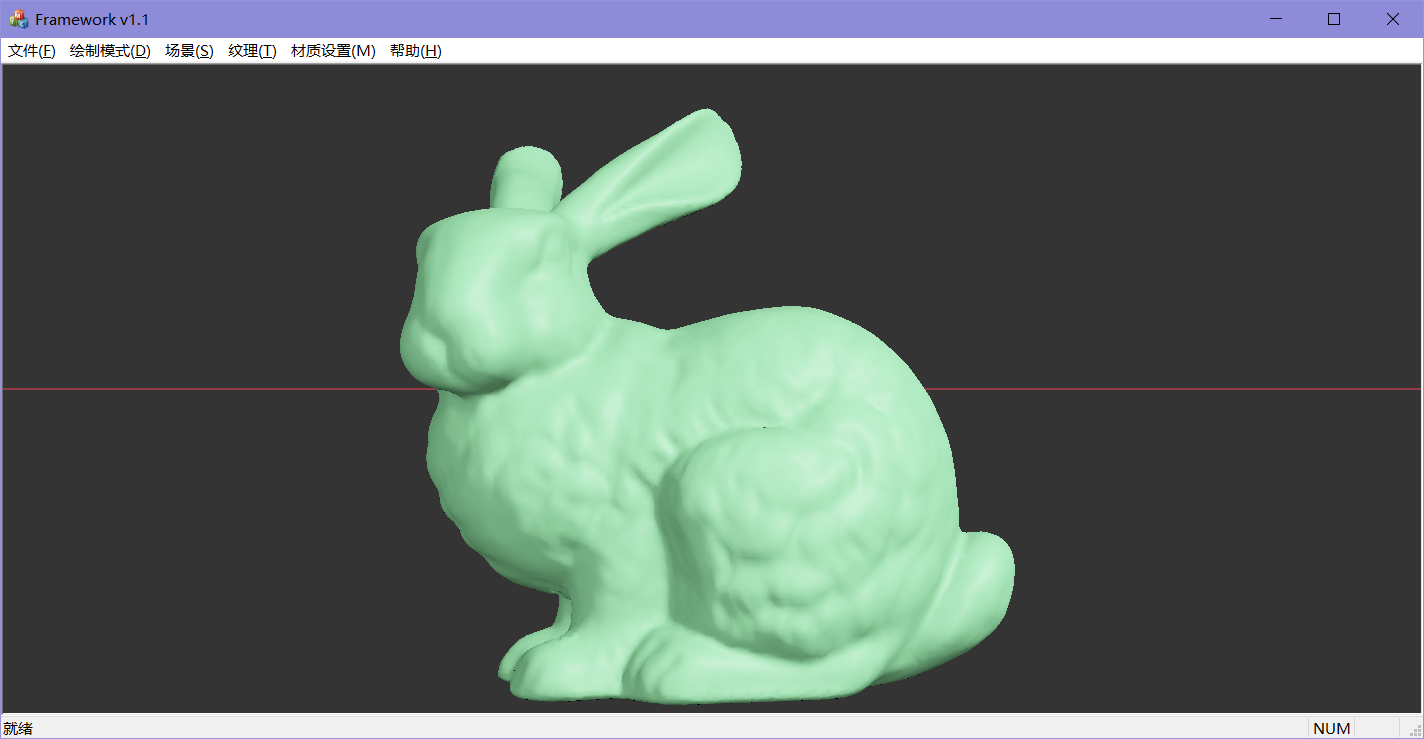 Framework v1.1
文件(F) 绘制模式(D) 场景(S) 纹理(T) 材质设置(M) 帮助(H)
就绪 NUM